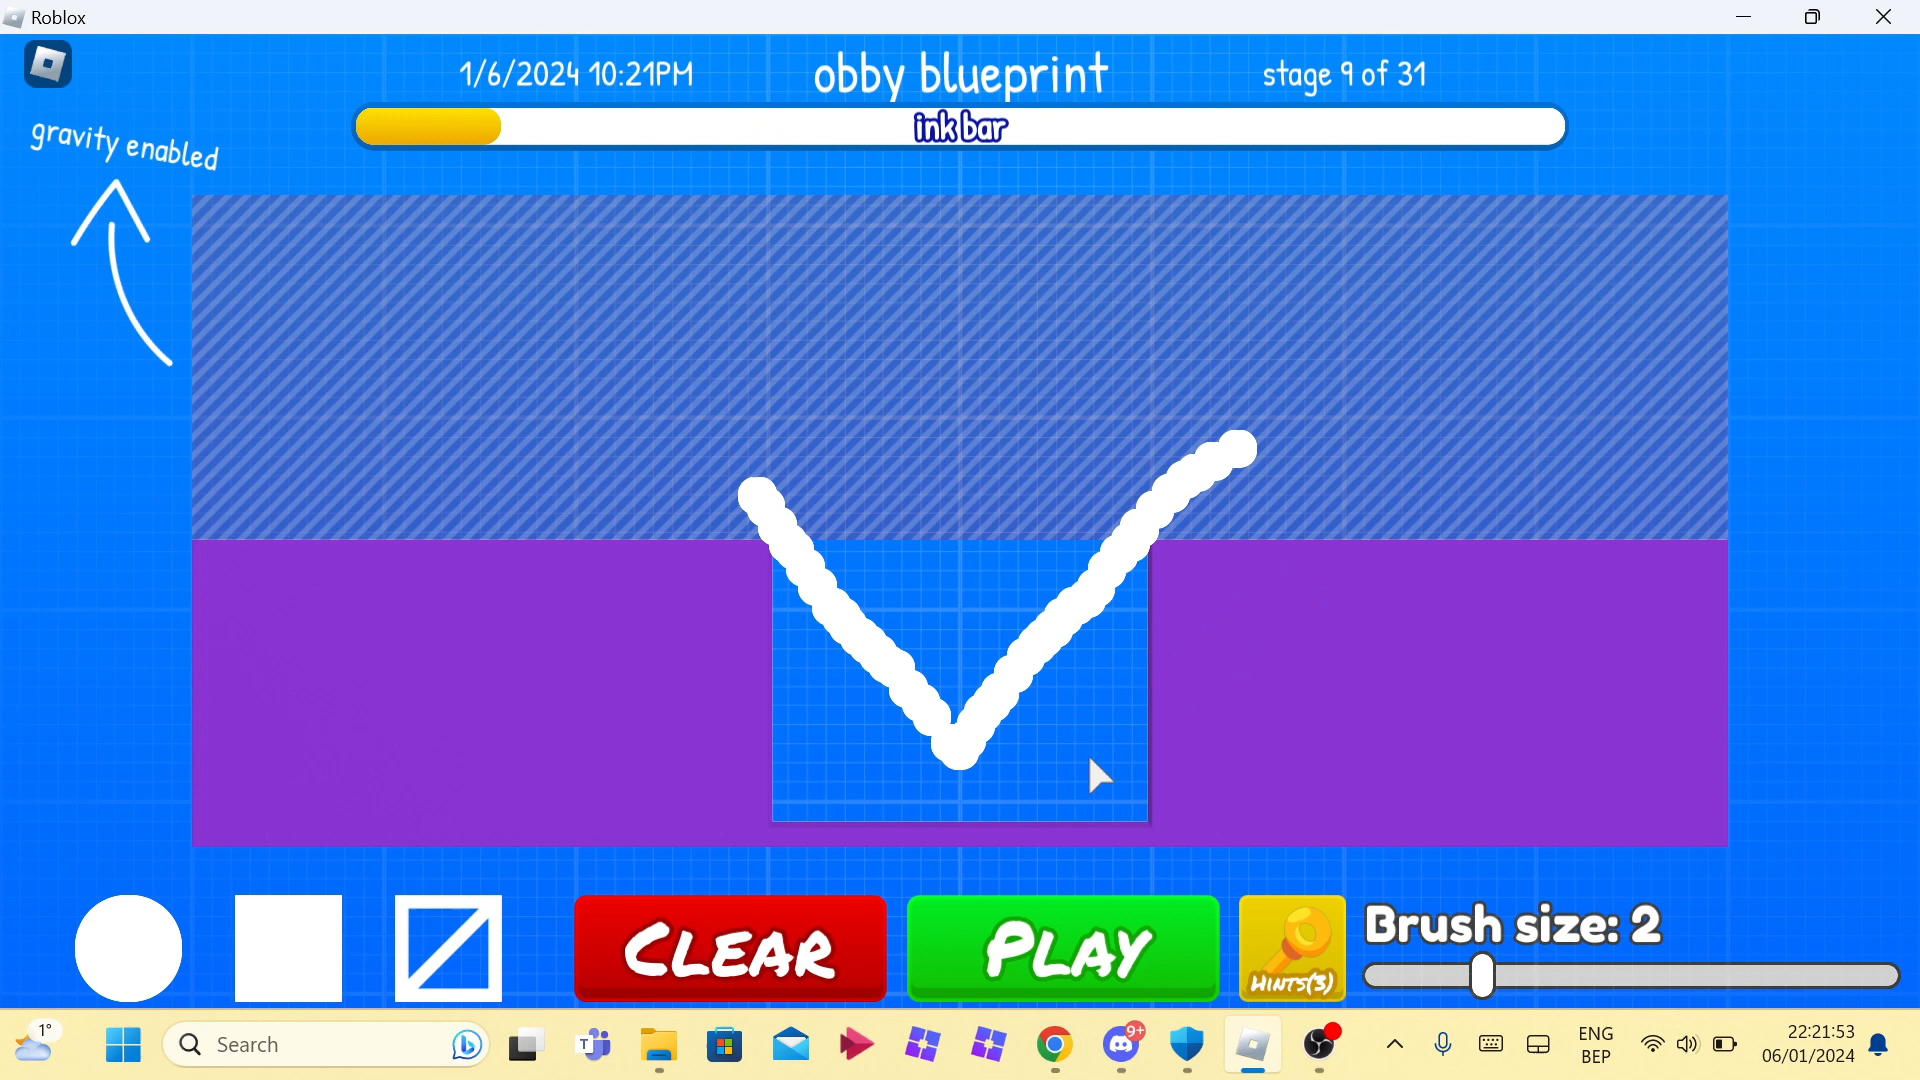 Roblox
1/6/2024 10:21PM
obby blueprint
stage 9 of 31
ink bar
gravity enabled
CLEAR
PLAY
HINTS(3)
Brush size: 2
1°
Search
T
9+
ENG
BEP
22:21:53
06/01/2024